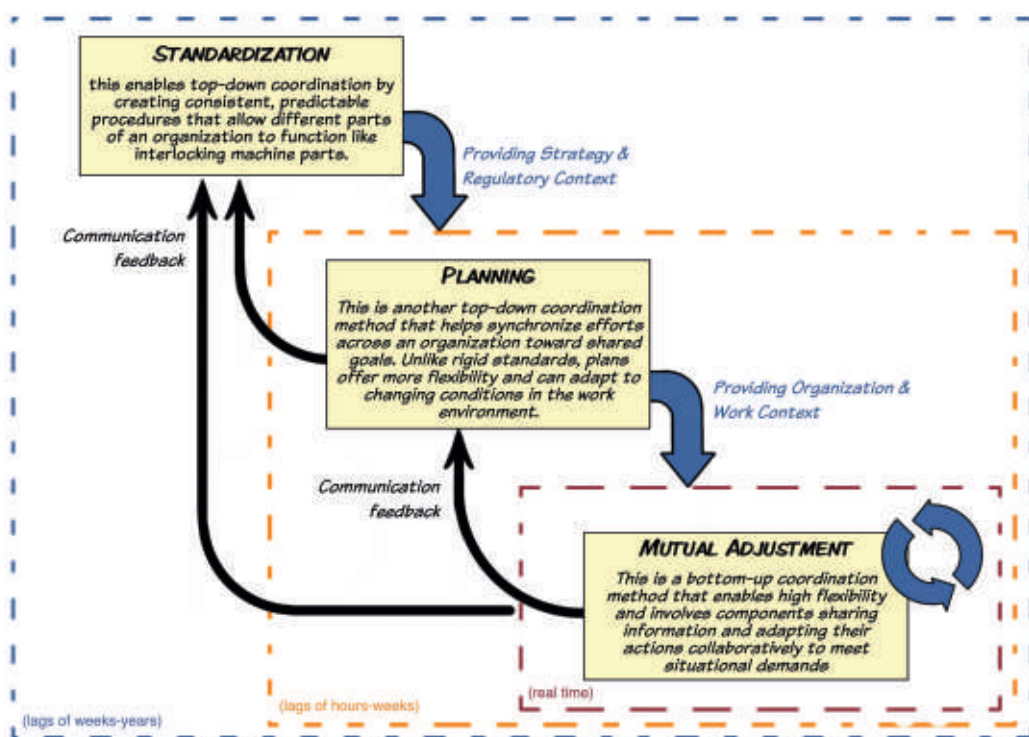 STANDARDIZATION
this enables top-down coordination by
creating consistent, predictable
procedures that allow different parts
of an organization to function like
interlocking machine parts.
Providing Strategy &
Regulatory Context
Communication
feedback
PLANNING
This is another top-down coordination
method that helps synchronize efforts
across an organization toward shared
goals. Unlike rigid standards, plans
offer more flexibility and can adapt to
changing conditions in the work
environment.
Providing Organization &
Work Context
Communication
feedback
MUTUAL ADJUSTMENT
This is a bottom-up coordination
method that enables high flexibility
and involves components sharing
information and adapting their
actions collaboratively to meet
situational demands
(real time)
(lags of hours-weeks)
(lags of weeks-years)